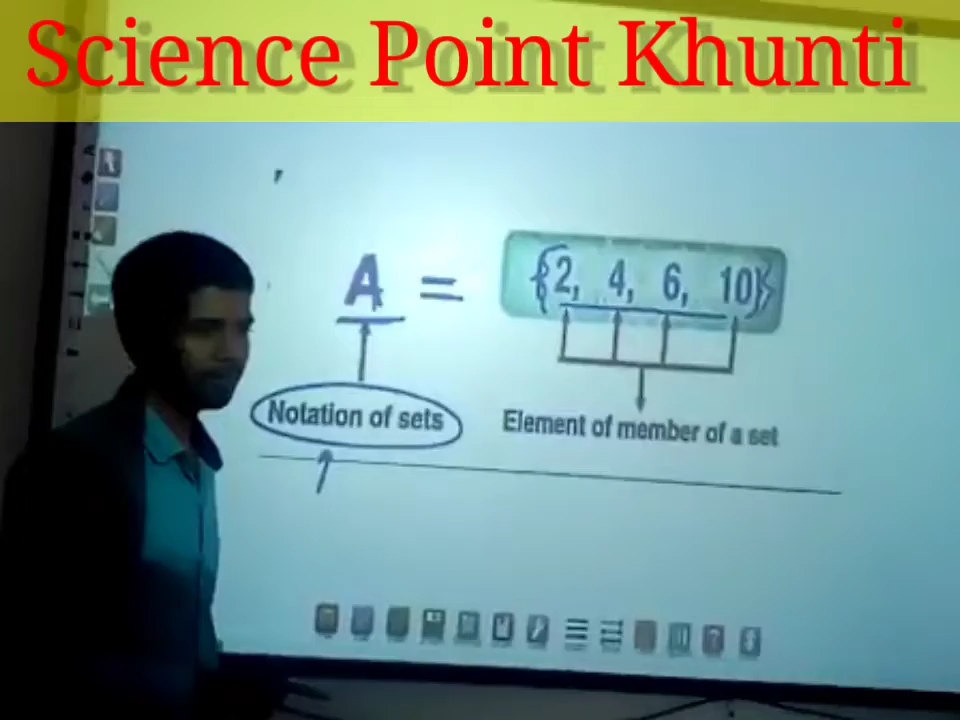 Science Point Khunti
A = {2, 4, 6, 10}
Notation of sets
Element of member of a set